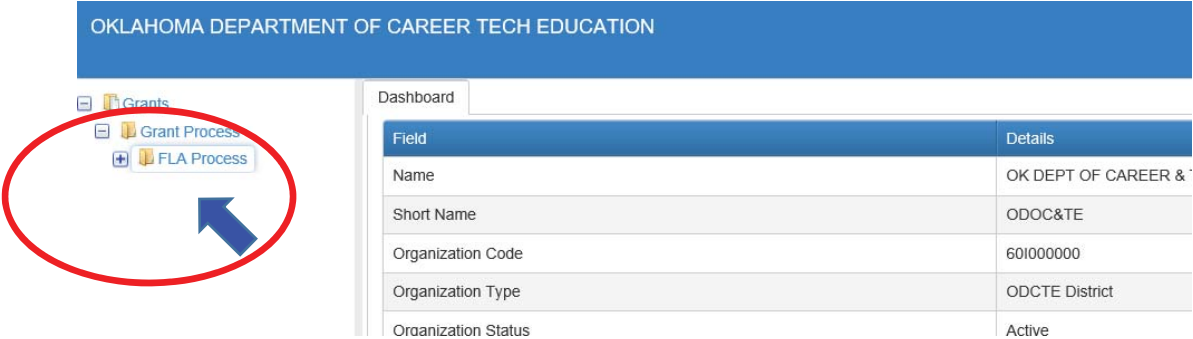 OKLAHOMA DEPARTMENT OF CAREER TECH EDUCATION
Grants
Grant Process
FLA Process
Dashboard
Field Details
Name OK DEPT OF CAREER &
Short Name ODOC&TE
Organization Code 60I000000
Organization Type ODCTE District
Organization Status Active